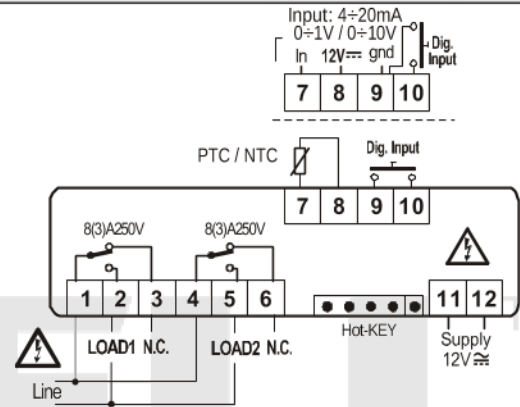 Input: 4÷20mA
0÷1V / 0÷10V
In 12V⎓ gnd
Dig. Input
7 8 9 10
PTC / NTC
Dig. Input
7 8 9 10
8(3)A250V 8(3)A250V
1 2 3 4 5 6
11 12
LOAD1 N.C. LOAD2 N.C.
Hot-KEY
Supply
12V≅
Line